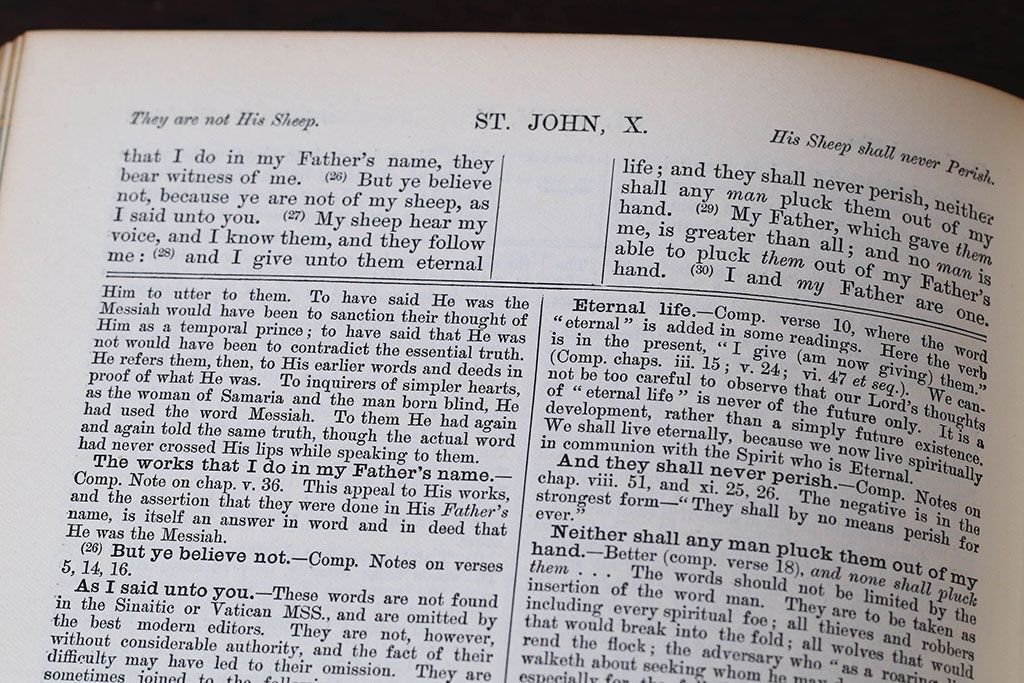 They are not His Sheep.
ST. JOHN, X.
His Sheep shall never Perish.
that I do in my Father's name, they
bear witness of me. (26) But ye believe
not, because ye are not of my sheep, as
I said unto you. (27) My sheep hear my
voice, and I know them, and they follow
me: (28) and I give unto them eternal
life; and they shall never perish, neither
shall any man pluck them out of my
hand. (29) My Father, which gave them
me, is greater than all; and no man is
able to pluck them out of my Father's
hand. (30) I and my Father are one.
Him to utter to them. To have said He was the
Messiah would have been to sanction their thought of
Him as a temporal prince; to have said that He was
not would have been to contradict the essential truth.
He refers them, then, to His earlier words and deeds in
proof of what He was. To inquirers of simpler hearts,
as the woman of Samaria and the man born blind, He
had used the word Messiah. To them He had again
and again told the same truth, though the actual word
had never crossed His lips while speaking to them.
The works that I do in my Father's name.—
Comp. Note on chap. v. 36. This appeal to His works,
and the assertion that they were done in His Father's
name, is itself an answer in word and in deed that
He was the Messiah.
(26) But ye believe not.—Comp. Notes on verses
5, 14, 16.
As I said unto you.—These words are not found
in the Sinaitic or Vatican MSS., and are omitted by
the best modern editors. They are not, however,
without considerable authority, and the fact of their
difficulty may have led to their omission. They are
sometimes joined to the
Eternal life.—Comp. verse 10, where the word
"eternal" is added in some readings. Here the verb
is in the present, "I give (am now giving) them."
(Comp. chaps. iii. 15; v. 24; vi. 47 et seq.). We can-
not be too careful to observe that our Lord's thoughts
of "eternal life" is never of the future only. It is a
development, rather than a simply future existence.
We shall live eternally, because we now live spiritually
in communion with the Spirit who is Eternal.
And they shall never perish.—Comp. Notes on
chap. viii. 51, and xi. 25, 26. The negative is in the
strongest form—"They shall by no means perish for
ever."
Neither shall any man pluck them out of my
hand.—Better (comp. verse 18), and none shall pluck
them . . . The words should not be limited by the
insertion of the word man. They are to be taken as
including every spiritual foe; all thieves and robbers
that would break into the fold; all wolves that would
rend the flock; the adversary who "as a roaring
walketh about seeking whom he may
especially for the